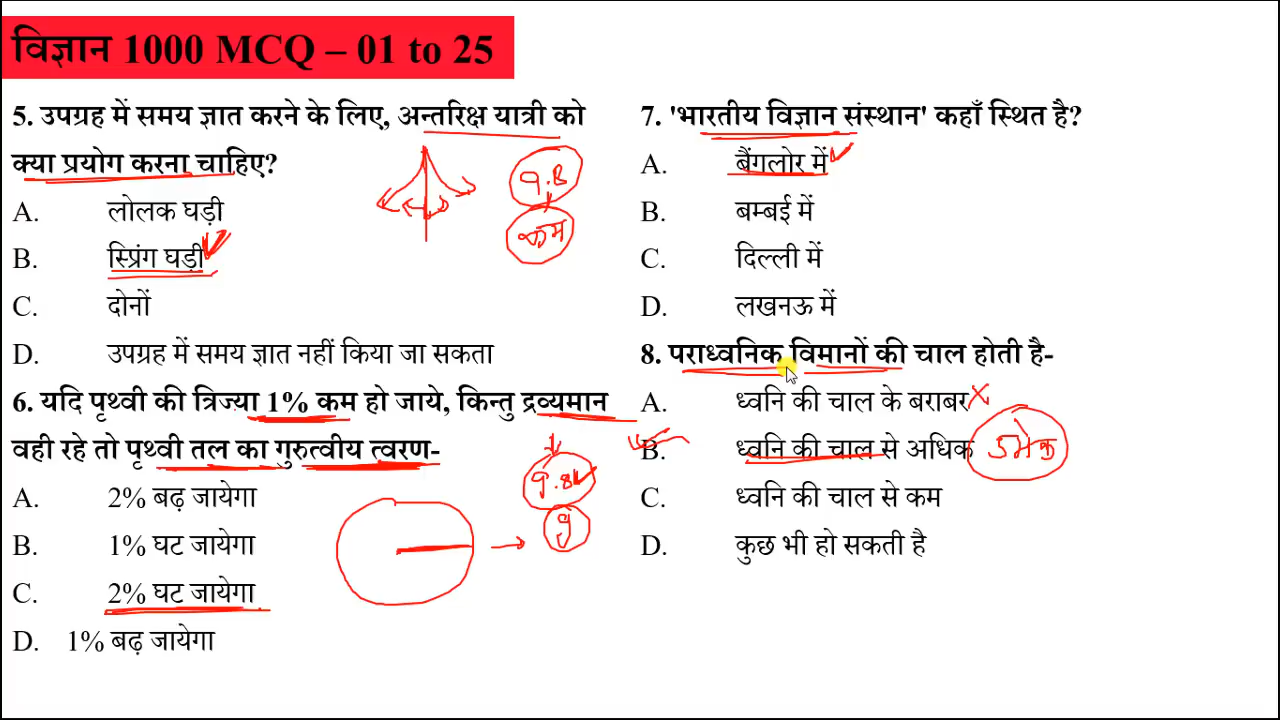 विज्ञान 1000 MCQ – 01 to 25
5. उपग्रह में समय ज्ञात करने के लिए, अन्तरिक्ष यात्री को
क्या प्रयोग करना चाहिए?
A. लोलक घड़ी
B. स्प्रिंग घड़ी
C. दोनों
D. उपग्रह में समय ज्ञात नहीं किया जा सकता
9.8
कम
6. यदि पृथ्वी की त्रिज्या 1% कम हो जाये, किन्तु द्रव्यमान
वही रहे तो पृथ्वी तल का गुरुत्वीय त्वरण-
A. 2% बढ़ जायेगा
B. 1% घट जायेगा
C. 2% घट जायेगा
D. 1% बढ़ जायेगा
9.8
g
7. 'भारतीय विज्ञान संस्थान' कहाँ स्थित है?
A. बैंगलोर में
B. बम्बई में
C. दिल्ली में
D. लखनऊ में
8. पराध्वनिक विमानों की चाल होती है-
A. ध्वनि की चाल के बराबर
B. ध्वनि की चाल से अधिक
C. ध्वनि की चाल से कम
D. कुछ भी हो सकती है